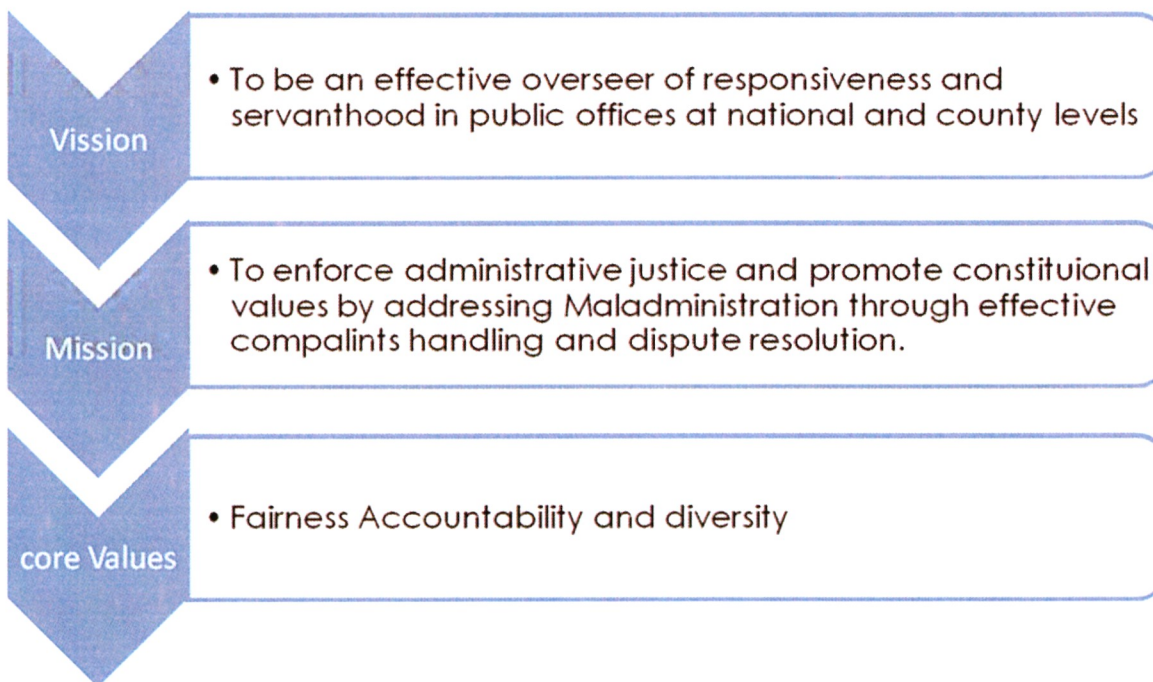 Vission
• To be an effective overseer of responsiveness and
servanthood in public offices at national and county levels
Mission
• To enforce administrative justice and promote constituional
values by addressing Maladministration through effective
compalints handling and dispute resolution.
core Values
• Fairness Accountability and diversity